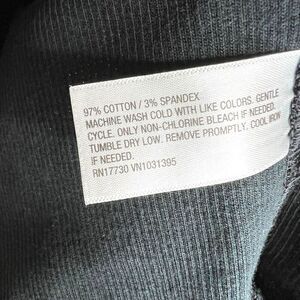 97% COTTON / 3% SPANDEX
MACHINE WASH COLD WITH LIKE COLORS. GENTLE
CYCLE. ONLY NON-CHLORINE BLEACH IF NEEDED.
TUMBLE DRY LOW. REMOVE PROMPTLY. COOL IRON
IF NEEDED.
RN17730 VN1031395